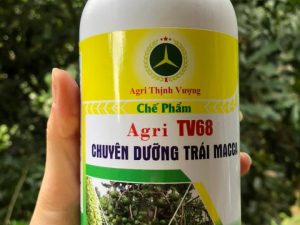 Agri Thịnh Vượng
Chế Phẩm
Agri TV68
CHUYÊN DƯỠNG TRÁI MACCA